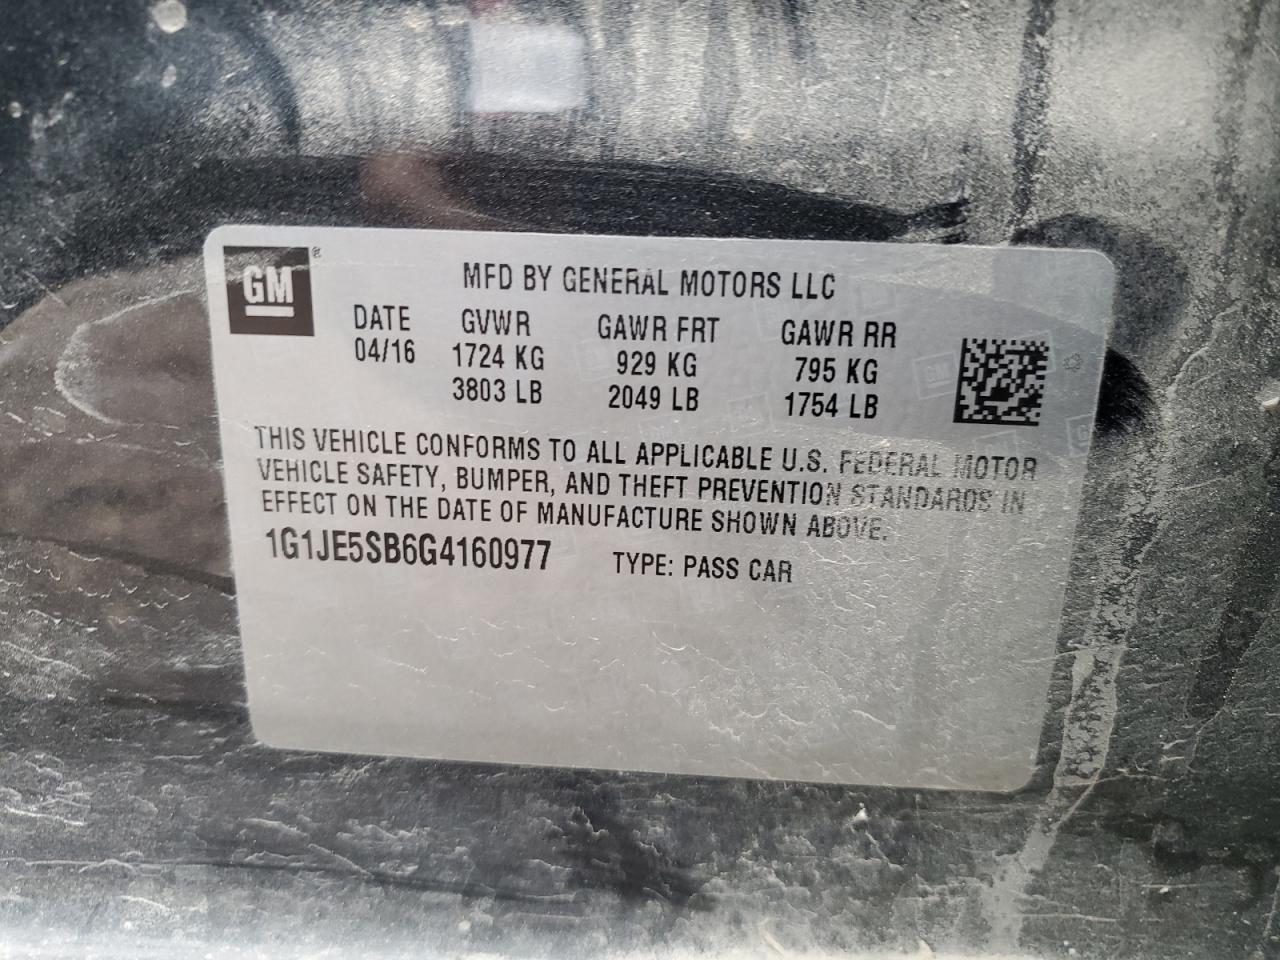 GM ®
MFD BY GENERAL MOTORS LLC
DATE GVWR GAWR FRT GAWR RR
04/16 1724 KG 929 KG 795 KG
3803 LB 2049 LB 1754 LB
THIS VEHICLE CONFORMS TO ALL APPLICABLE U.S. FEDERAL MOTOR
VEHICLE SAFETY, BUMPER, AND THEFT PREVENTION STANDARDS IN
EFFECT ON THE DATE OF MANUFACTURE SHOWN ABOVE.
1G1JE5SB6G4160977 TYPE: PASS CAR